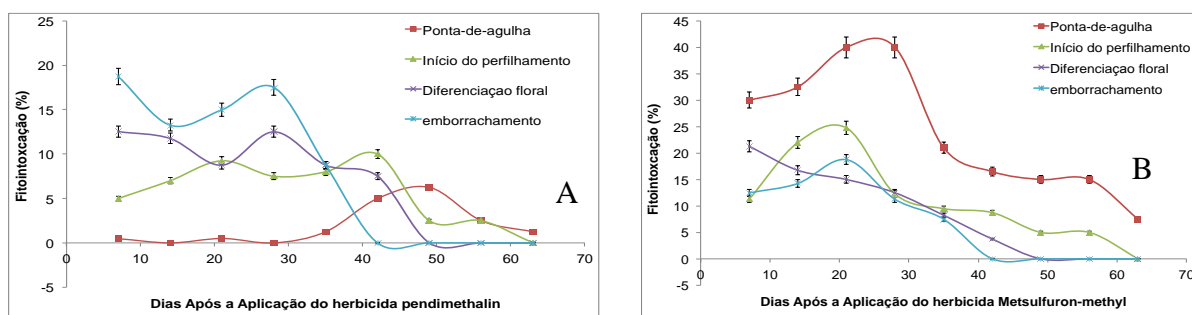 25
20
15
10
5
0
-5
Fitointoxcação (%)
0 10 20 30 40 50 60 70
Dias Após a Aplicação do herbicida pendimethalin
Ponta-de-agulha
Início do perfilhamento
Diferenciaçao floral
emborrachamento
A
45
40
35
30
25
20
15
10
5
0
-5
Fitointoxcação (%)
0 10 20 30 40 50 60 70
Dias Após a Aplicação do herbicida Metsulfuron-methyl
Ponta-de-agulha
Início do perfilhamento
Diferenciaçao floral
emborrachamento
B